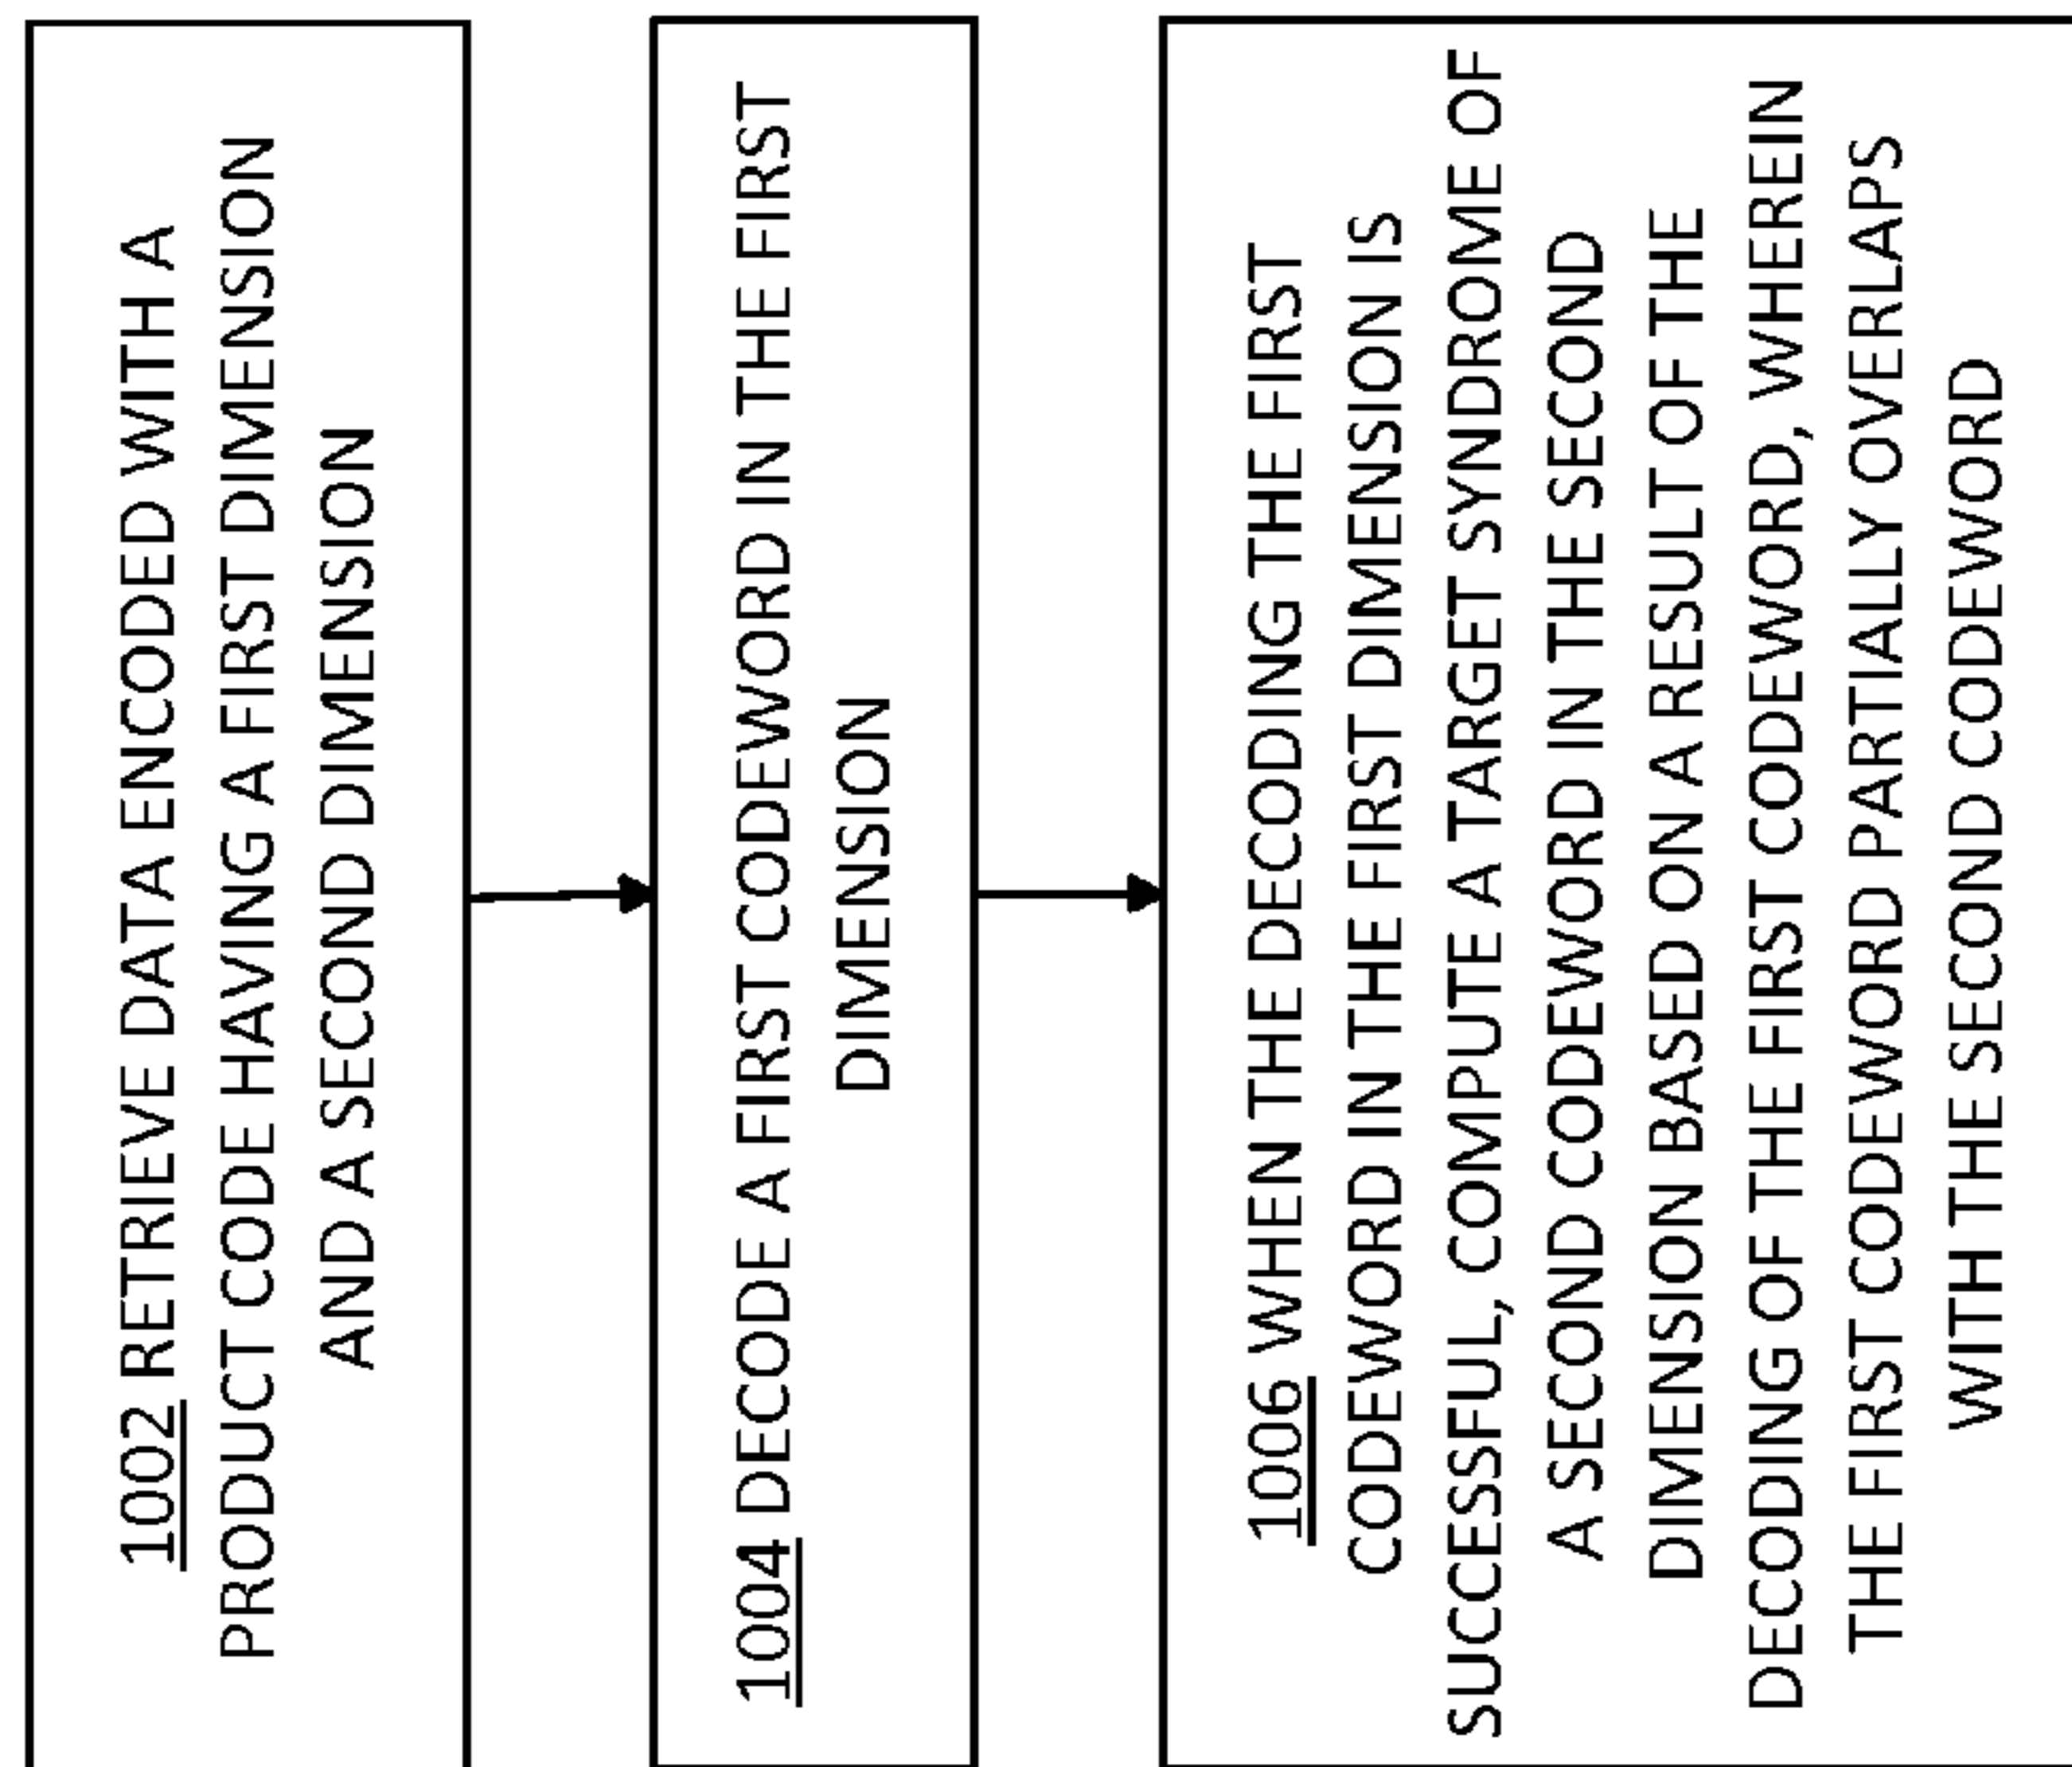 1002 RETRIEVE DATA ENCODED WITH A
PRODUCT CODE HAVING A FIRST DIMENSION
AND A SECOND DIMENSION
1004 DECODE A FIRST CODEWORD IN THE FIRST
DIMENSION
1006 WHEN THE DECODING THE FIRST
CODEWORD IN THE FIRST DIMENSION IS
SUCCESSFUL, COMPUTE A TARGET SYNDROME OF
A SECOND CODEWORD IN THE SECOND
DIMENSION BASED ON A RESULT OF THE
DECODING OF THE FIRST CODEWORD, WHEREIN
THE FIRST CODEWORD PARTIALLY OVERLAPS
WITH THE SECOND CODEWORD